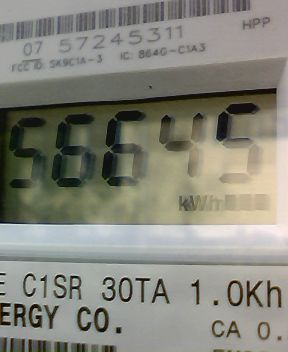 07 57245311 HPP
FCC ID: SK9C1A-3 IC: 864G-C1A3
56645
kWh
E C1SR 30TA 1.0Kh
ERGY CO. CA 0.